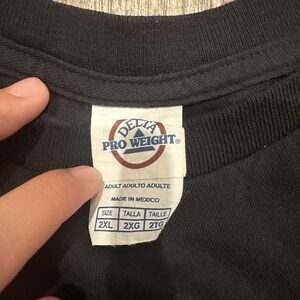 DELTA
PRO WEIGHT®
ADULT ADULTO ADULTE
MADE IN MEXICO
SIZE TALLA TAILLE
2XL 2XG 2TG